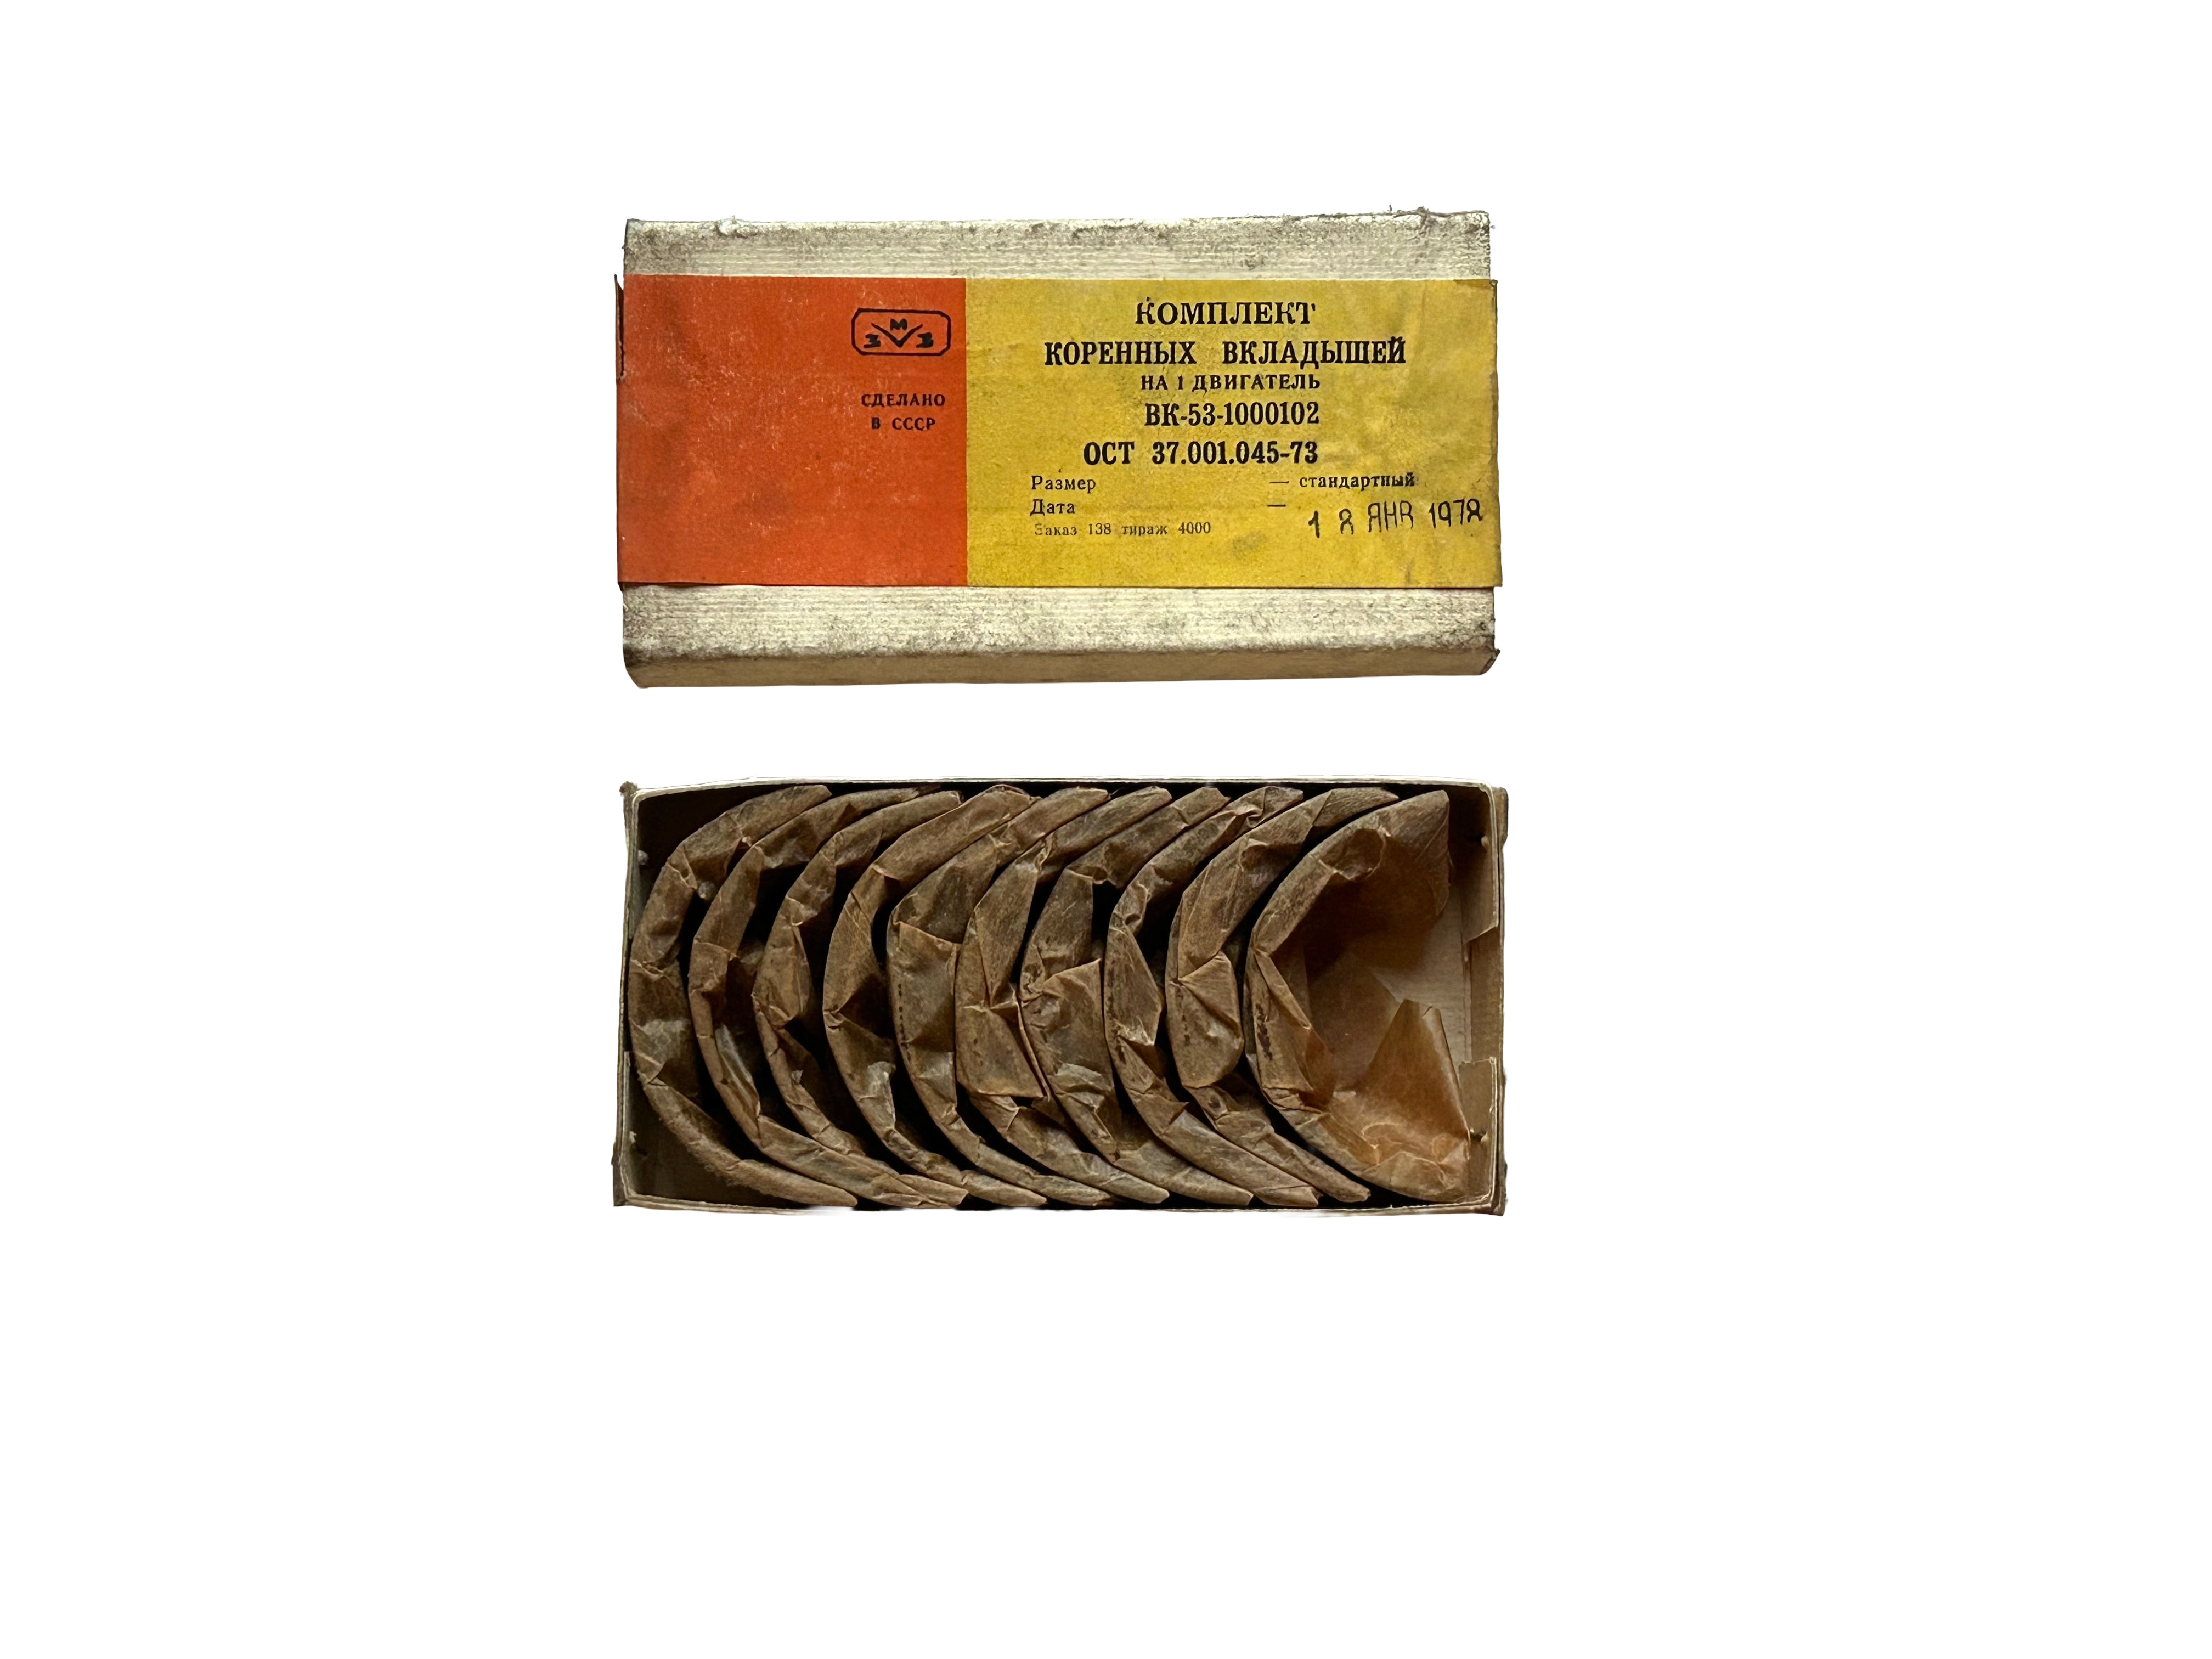 ЗМЗ
СДЕЛАНО
В СССР
КОМПЛЕКТ
КОРЕННЫХ ВКЛАДЫШЕЙ
НА 1 ДВИГАТЕЛЬ
ВК-53-1000102
ОСТ 37.001.045-73
Размер — стандартный
Дата — 18 ЯНВ 1978
Заказ 138 тираж 4000